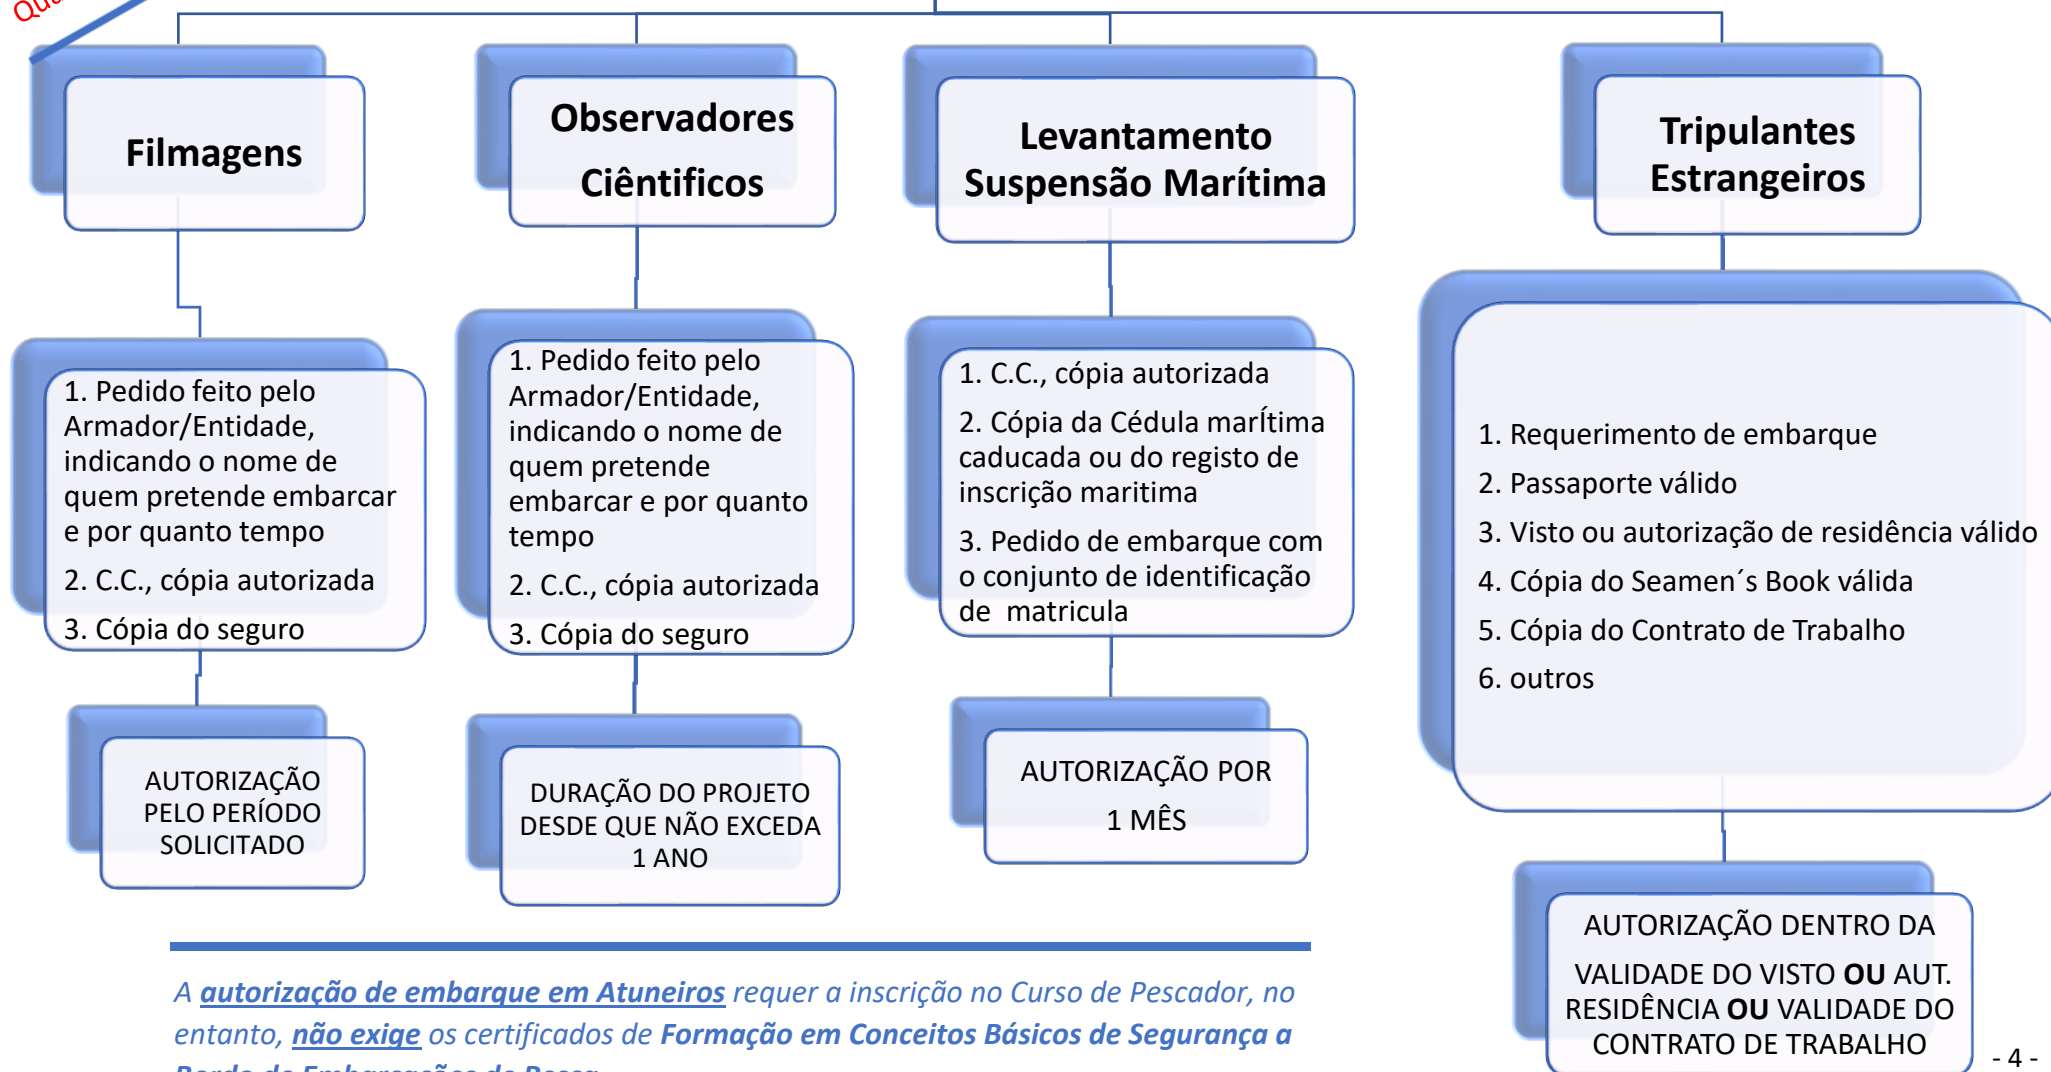 Filmagens
1. Pedido feito pelo
Armador/Entidade,
indicando o nome de
quem pretende embarcar
e por quanto tempo
2. C.C., cópia autorizada
3. Cópia do seguro
AUTORIZAÇÃO
PELO PERÍODO
SOLICITADO
Observadores
Ciêntificos
1. Pedido feito pelo
Armador/Entidade,
indicando o nome de
quem pretende
embarcar e por quanto
tempo
2. C.C., cópia autorizada
3. Cópia do seguro
DURAÇÃO DO PROJETO
DESDE QUE NÃO EXCEDA
1 ANO
Levantamento
Suspensão Marítima
1. C.C., cópia autorizada
2. Cópia da Cédula marÍtima
caducada ou do registo de
inscrição maritima
3. Pedido de embarque com
o conjunto de identificação
de matricula
AUTORIZAÇÃO POR
1 MÊS
Tripulantes
Estrangeiros
1. Requerimento de embarque
2. Passaporte válido
3. Visto ou autorização de residência válido
4. Cópia do Seamen´s Book válida
5. Cópia do Contrato de Trabalho
6. outros
AUTORIZAÇÃO DENTRO DA
VALIDADE DO VISTO OU AUT.
RESIDÊNCIA OU VALIDADE DO
CONTRATO DE TRABALHO
A autorização de embarque em Atuneiros requer a inscrição no Curso de Pescador, no
entanto, não exige os certificados de Formação em Conceitos Básicos de Segurança a
Bordo de Embarcações de Pesca
- 4 -